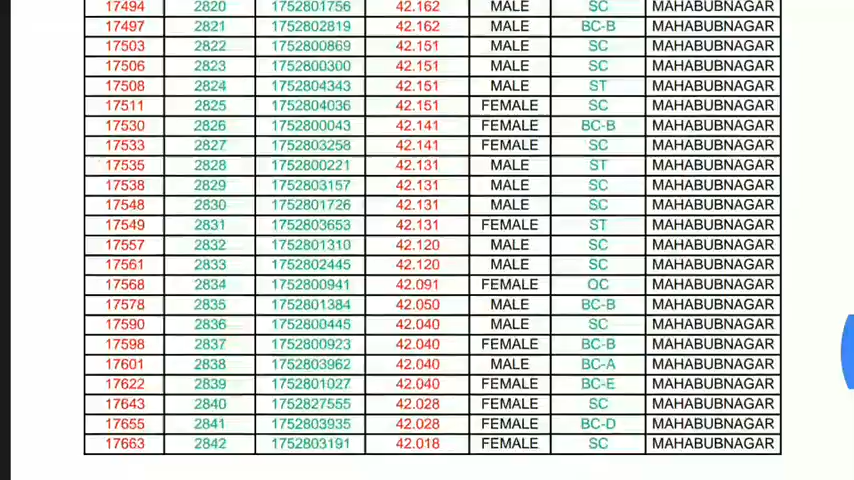 17494 2820 1752801756 42.162 MALE SC MAHABUBNAGAR
17497 2821 1752802819 42.162 MALE BC-B MAHABUBNAGAR
17503 2822 1752800869 42.151 MALE SC MAHABUBNAGAR
17506 2823 1752800300 42.151 MALE SC MAHABUBNAGAR
17508 2824 1752804343 42.151 MALE ST MAHABUBNAGAR
17511 2825 1752804036 42.151 FEMALE SC MAHABUBNAGAR
17530 2826 1752800043 42.141 FEMALE BC-B MAHABUBNAGAR
17533 2827 1752803258 42.141 FEMALE SC MAHABUBNAGAR
17535 2828 1752800221 42.131 MALE ST MAHABUBNAGAR
17538 2829 1752803157 42.131 MALE SC MAHABUBNAGAR
17548 2830 1752801726 42.131 MALE SC MAHABUBNAGAR
17549 2831 1752803653 42.131 FEMALE ST MAHABUBNAGAR
17557 2832 1752801310 42.120 MALE SC MAHABUBNAGAR
17561 2833 1752802445 42.120 MALE SC MAHABUBNAGAR
17568 2834 1752800941 42.091 FEMALE OC MAHABUBNAGAR
17578 2835 1752801384 42.050 MALE BC-B MAHABUBNAGAR
17590 2836 1752800445 42.040 MALE SC MAHABUBNAGAR
17598 2837 1752800923 42.040 FEMALE BC-B MAHABUBNAGAR
17601 2838 1752803962 42.040 MALE BC-A MAHABUBNAGAR
17622 2839 1752801027 42.040 FEMALE BC-E MAHABUBNAGAR
17643 2840 1752827555 42.028 FEMALE SC MAHABUBNAGAR
17655 2841 1752803935 42.028 FEMALE BC-D MAHABUBNAGAR
17663 2842 1752803191 42.018 FEMALE SC MAHABUBNAGAR